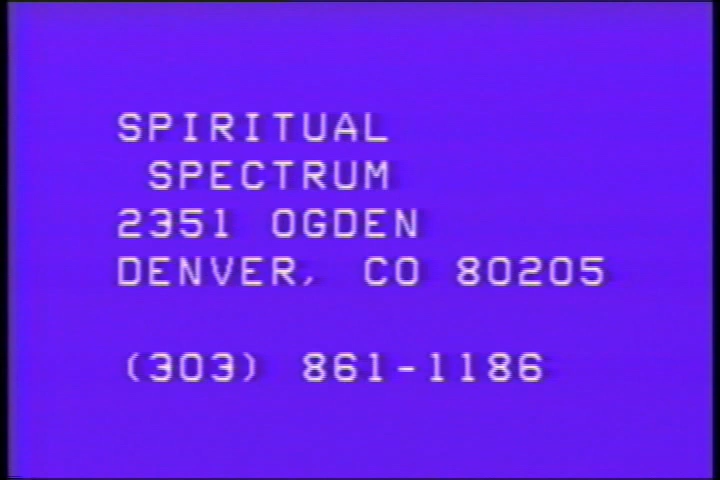 SPIRITUAL
SPECTRUM
2351 OGDEN
DENVER, CO 80205
(303) 861-1186